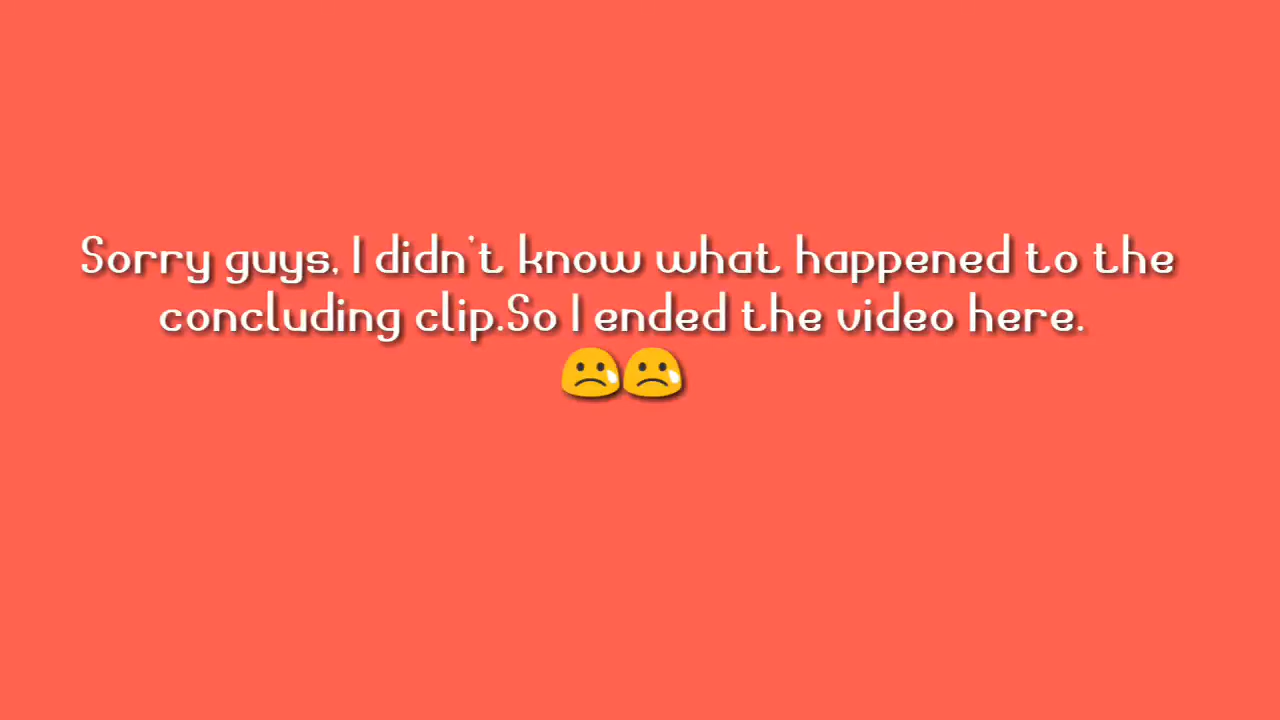 Sorry guys, I didn't know what happened to the
concluding clip.So I ended the video here.
😢😢